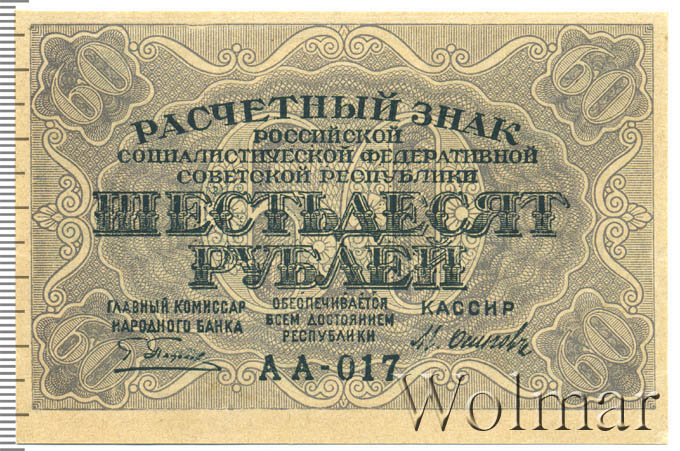 60 60
РАСЧЕТНЫЙ ЗНАК
РОССИЙСКОЙ
СОЦИАЛИСТИЧЕСКОЙ ФЕДЕРАТИВНОЙ
СОВЕТСКОЙ РЕСПУБЛИКИ
60
ШЕСТЬДЕСЯТ
РУБЛЕЙ
ГЛАВНЫЙ КОМИССАР
НАРОДНОГО БАНКА
ОБЕСПЕЧИВАЕТСЯ
ВСЕМ ДОСТОЯНИЕМ
РЕСПУБЛИКИ
КАССИР
60 60
АА-017
Wolmar